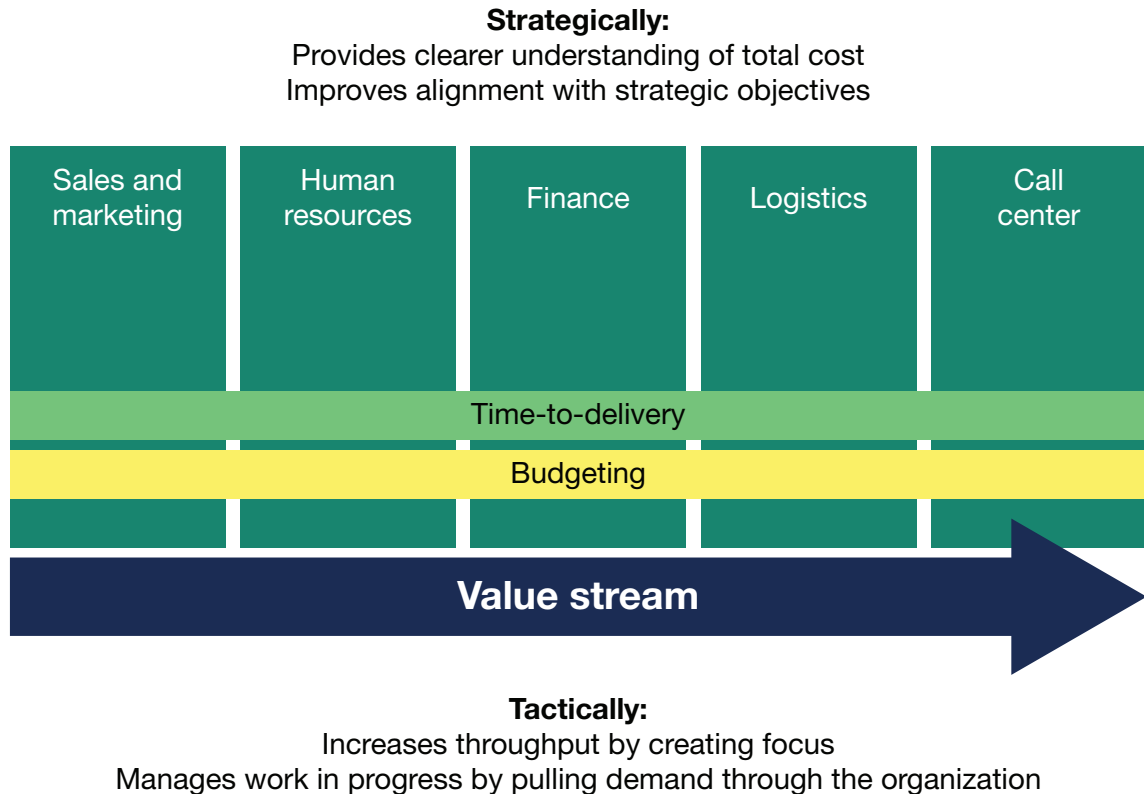 Strategically:
Provides clearer understanding of total cost
Improves alignment with strategic objectives
Sales and
marketing
Human
resources
Finance
Logistics
Call
center
Time-to-delivery
Budgeting
Value stream
Tactically:
Increases throughput by creating focus
Manages work in progress by pulling demand through the organization